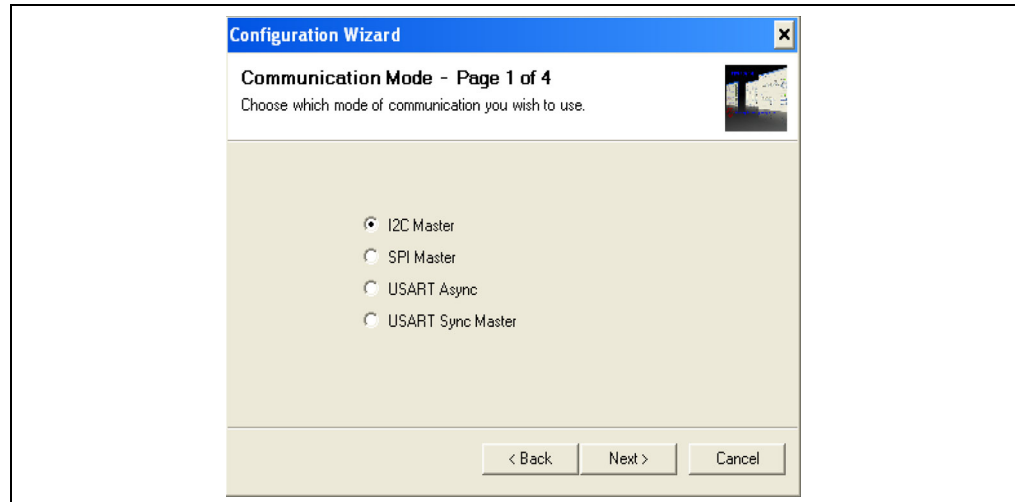 Configuration Wizard
Communication Mode - Page 1 of 4
Choose which mode of communication you wish to use.
I2C Master
SPI Master
USART Async
USART Sync Master
< Back Next > Cancel